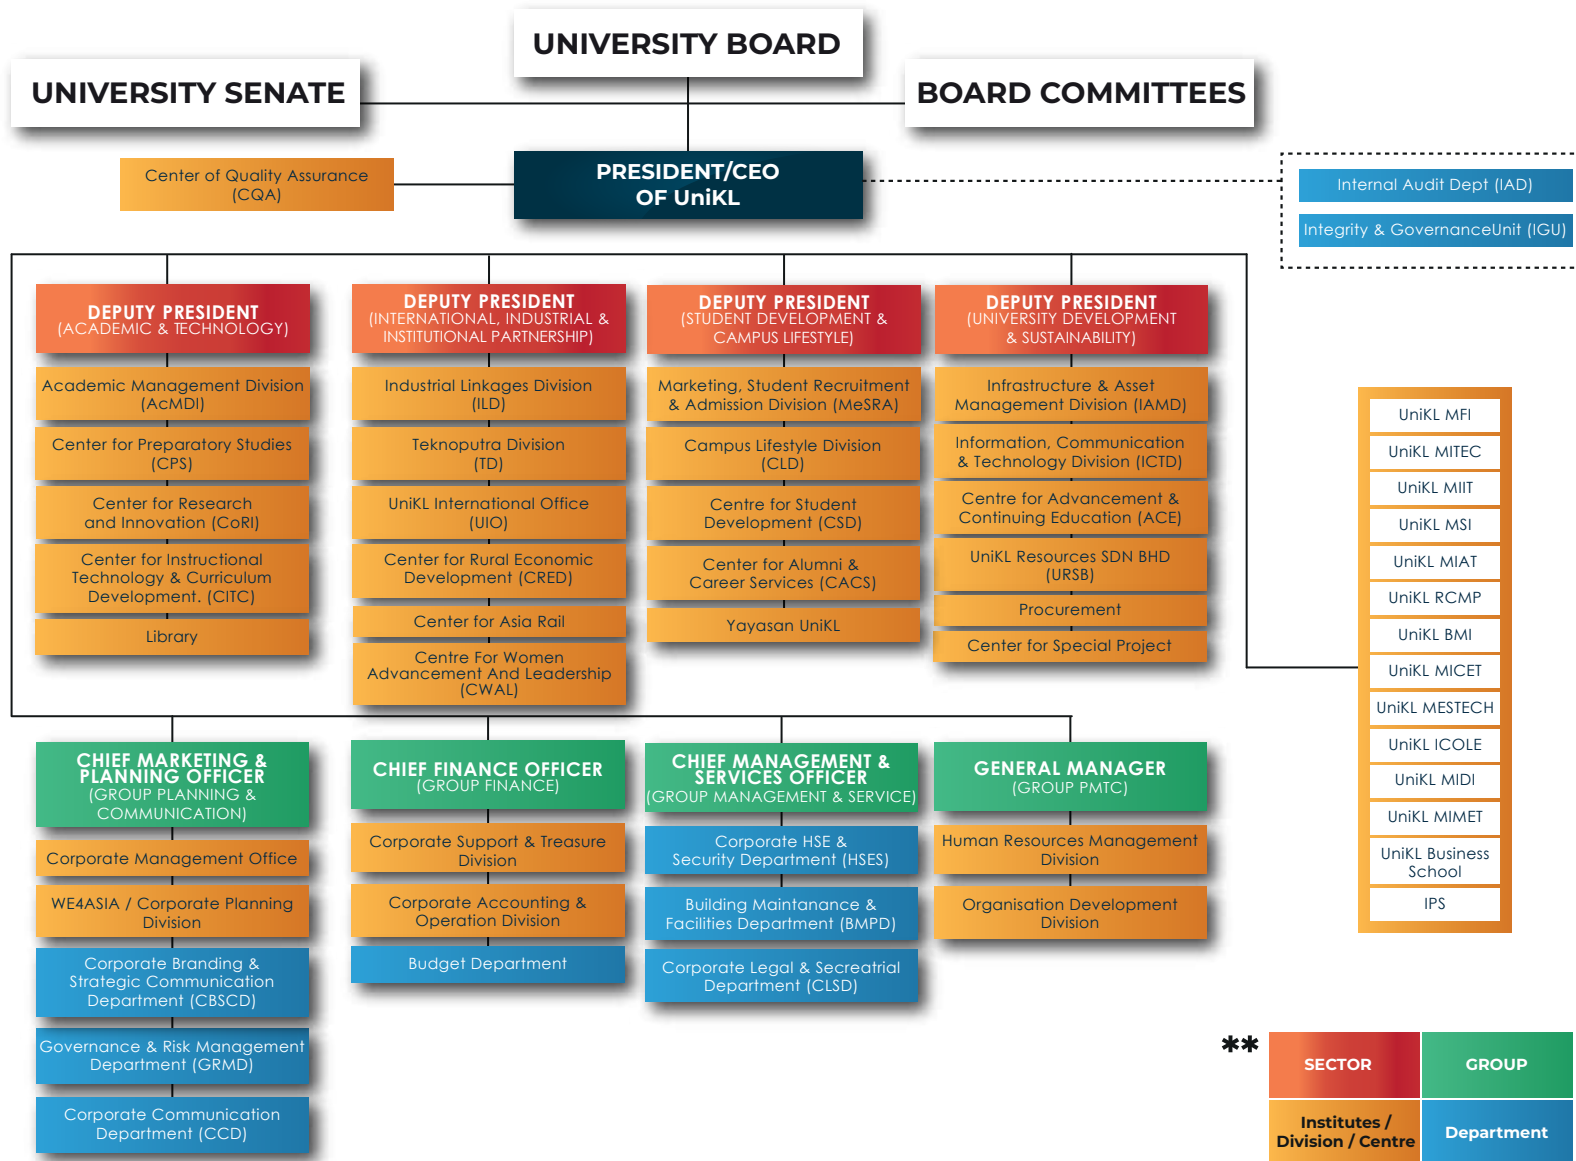 UNIVERSITY BOARD
UNIVERSITY SENATE
BOARD COMMITTEES
Center of Quality Assurance
(CQA)
PRESIDENT/CEO
OF UniKL
Internal Audit Dept (IAD)
Integrity & GovernanceUnit (IGU)
DEPUTY PRESIDENT
(ACADEMIC & TECHNOLOGY)
Academic Management Division
(AcMDI)
Center for Preparatory Studies
(CPS)
Center for Research
and Innovation (CoRI)
Center for Instructional
Technology & Curriculum
Development. (CITC)
Library
DEPUTY PRESIDENT
(INTERNATIONAL, INDUSTRIAL &
INSTITUTIONAL PARTNERSHIP)
Industrial Linkages Division
(ILD)
Teknoputra Division
(TD)
UniKL International Office
(UIO)
Center for Rural Economic
Development (CRED)
Center for Asia Rail
Centre For Women
Advancement And Leadership
(CWAL)
DEPUTY PRESIDENT
(STUDENT DEVELOPMENT &
CAMPUS LIFESTYLE)
Marketing, Student Recruitment
& Admission Division (MeSRA)
Campus Lifestyle Division
(CLD)
Centre for Student
Development (CSD)
Center for Alumni &
Career Services (CACS)
Yayasan UniKL
DEPUTY PRESIDENT
(UNIVERSITY DEVELOPMENT
& SUSTAINABILITY)
Infrastructure & Asset
Management Division (IAMD)
Information, Communication
& Technology Division (ICTD)
Centre for Advancement &
Continuing Education (ACE)
UniKL Resources SDN BHD
(URSB)
Procurement
Center for Special Project
UniKL MFI
UniKL MITEC
UniKL MIIT
UniKL MSI
UniKL MIAT
UniKL RCMP
UniKL BMI
UniKL MICET
UniKL MESTECH
UniKL ICOLE
UniKL MIDI
UniKL MIMET
UniKL Business
School
IPS
CHIEF MARKETING &
PLANNING OFFICER
(GROUP PLANNING &
COMMUNICATION)
Corporate Management Office
WE4ASIA / Corporate Planning
Division
Corporate Branding &
Strategic Communication
Department (CBSCD)
Governance & Risk Management
Department (GRMD)
Corporate Communication
Department (CCD)
CHIEF FINANCE OFFICER
(GROUP FINANCE)
Corporate Support & Treasure
Division
Corporate Accounting &
Operation Division
Budget Department
CHIEF MANAGEMENT &
SERVICES OFFICER
(GROUP MANAGEMENT & SERVICE)
Corporate HSE &
Security Department (HSES)
Building Maintanance &
Facilities Department (BMPD)
Corporate Legal & Secreatrial
Department (CLSD)
GENERAL MANAGER
(GROUP PMTC)
Human Resources Management
Division
Organisation Development
Division
**
SECTOR
GROUP
Institutes /
Division / Centre
Department